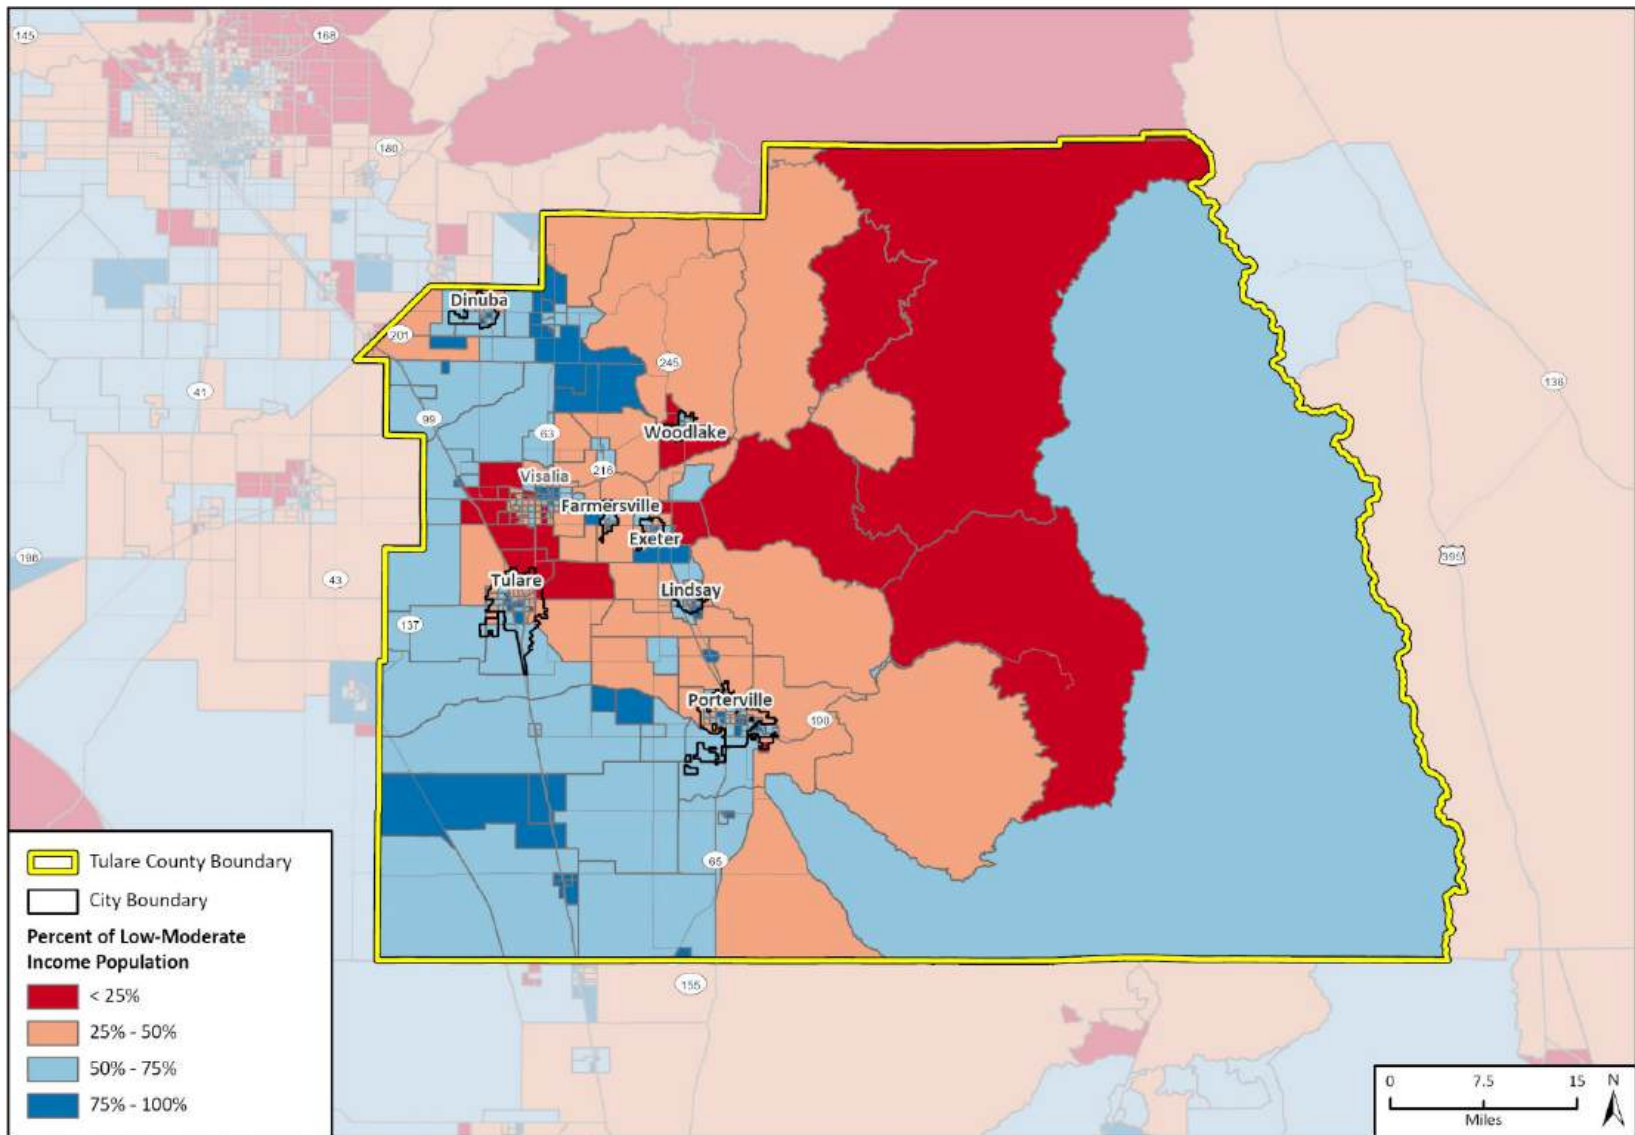 145
168
180
Dinuba
201
245
41
136
99
Woodlake
63
Visalia
216
Farmersville
Exeter
198
395
43
Tulare
Lindsay
137
Porterville
190
65
155
Tulare County Boundary
City Boundary
Percent of Low-Moderate
Income Population
< 25%
25% - 50%
50% - 75%
75% - 100%
0 7.5 15 N
Miles